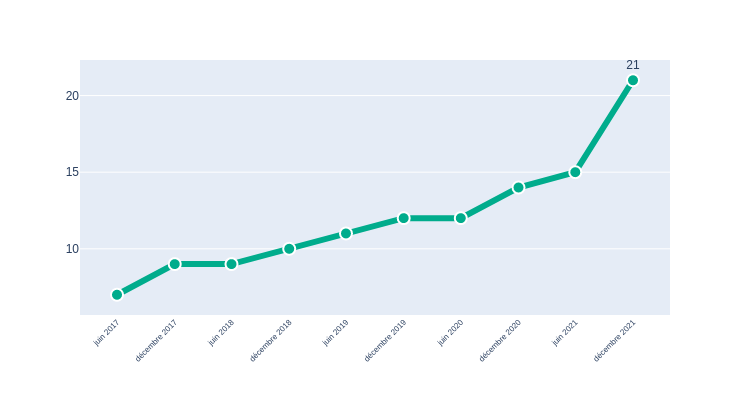 21
20
15
10
juin 2017
décembre 2017
juin 2018
décembre 2018
juin 2019
décembre 2019
juin 2020
décembre 2020
juin 2021
décembre 2021